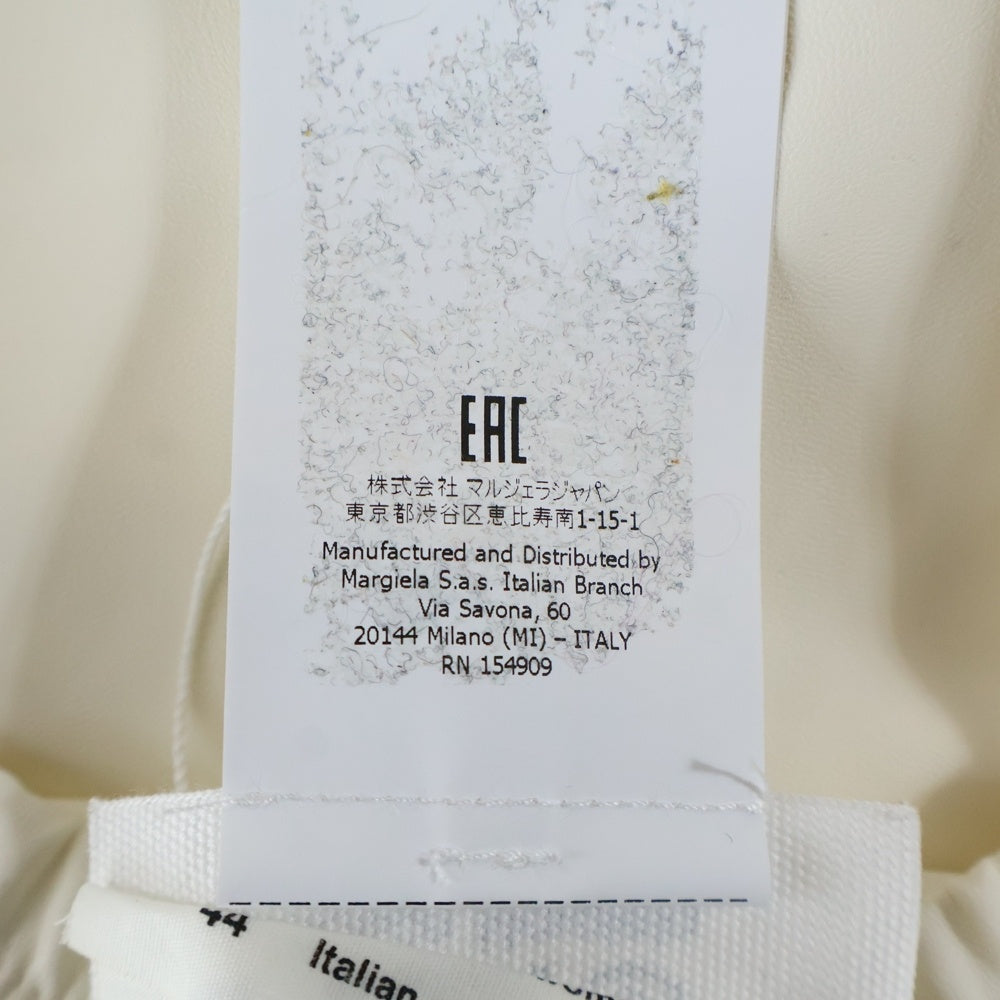 EAC
株式会社 マルジェラジャパン
東京都渋谷区恵比寿南1-15-1
Manufactured and Distributed by
Margiela S.a.s. Italian Branch
Via Savona, 60
20144 Milano (MI) – ITALY
RN 154909
44
Italian